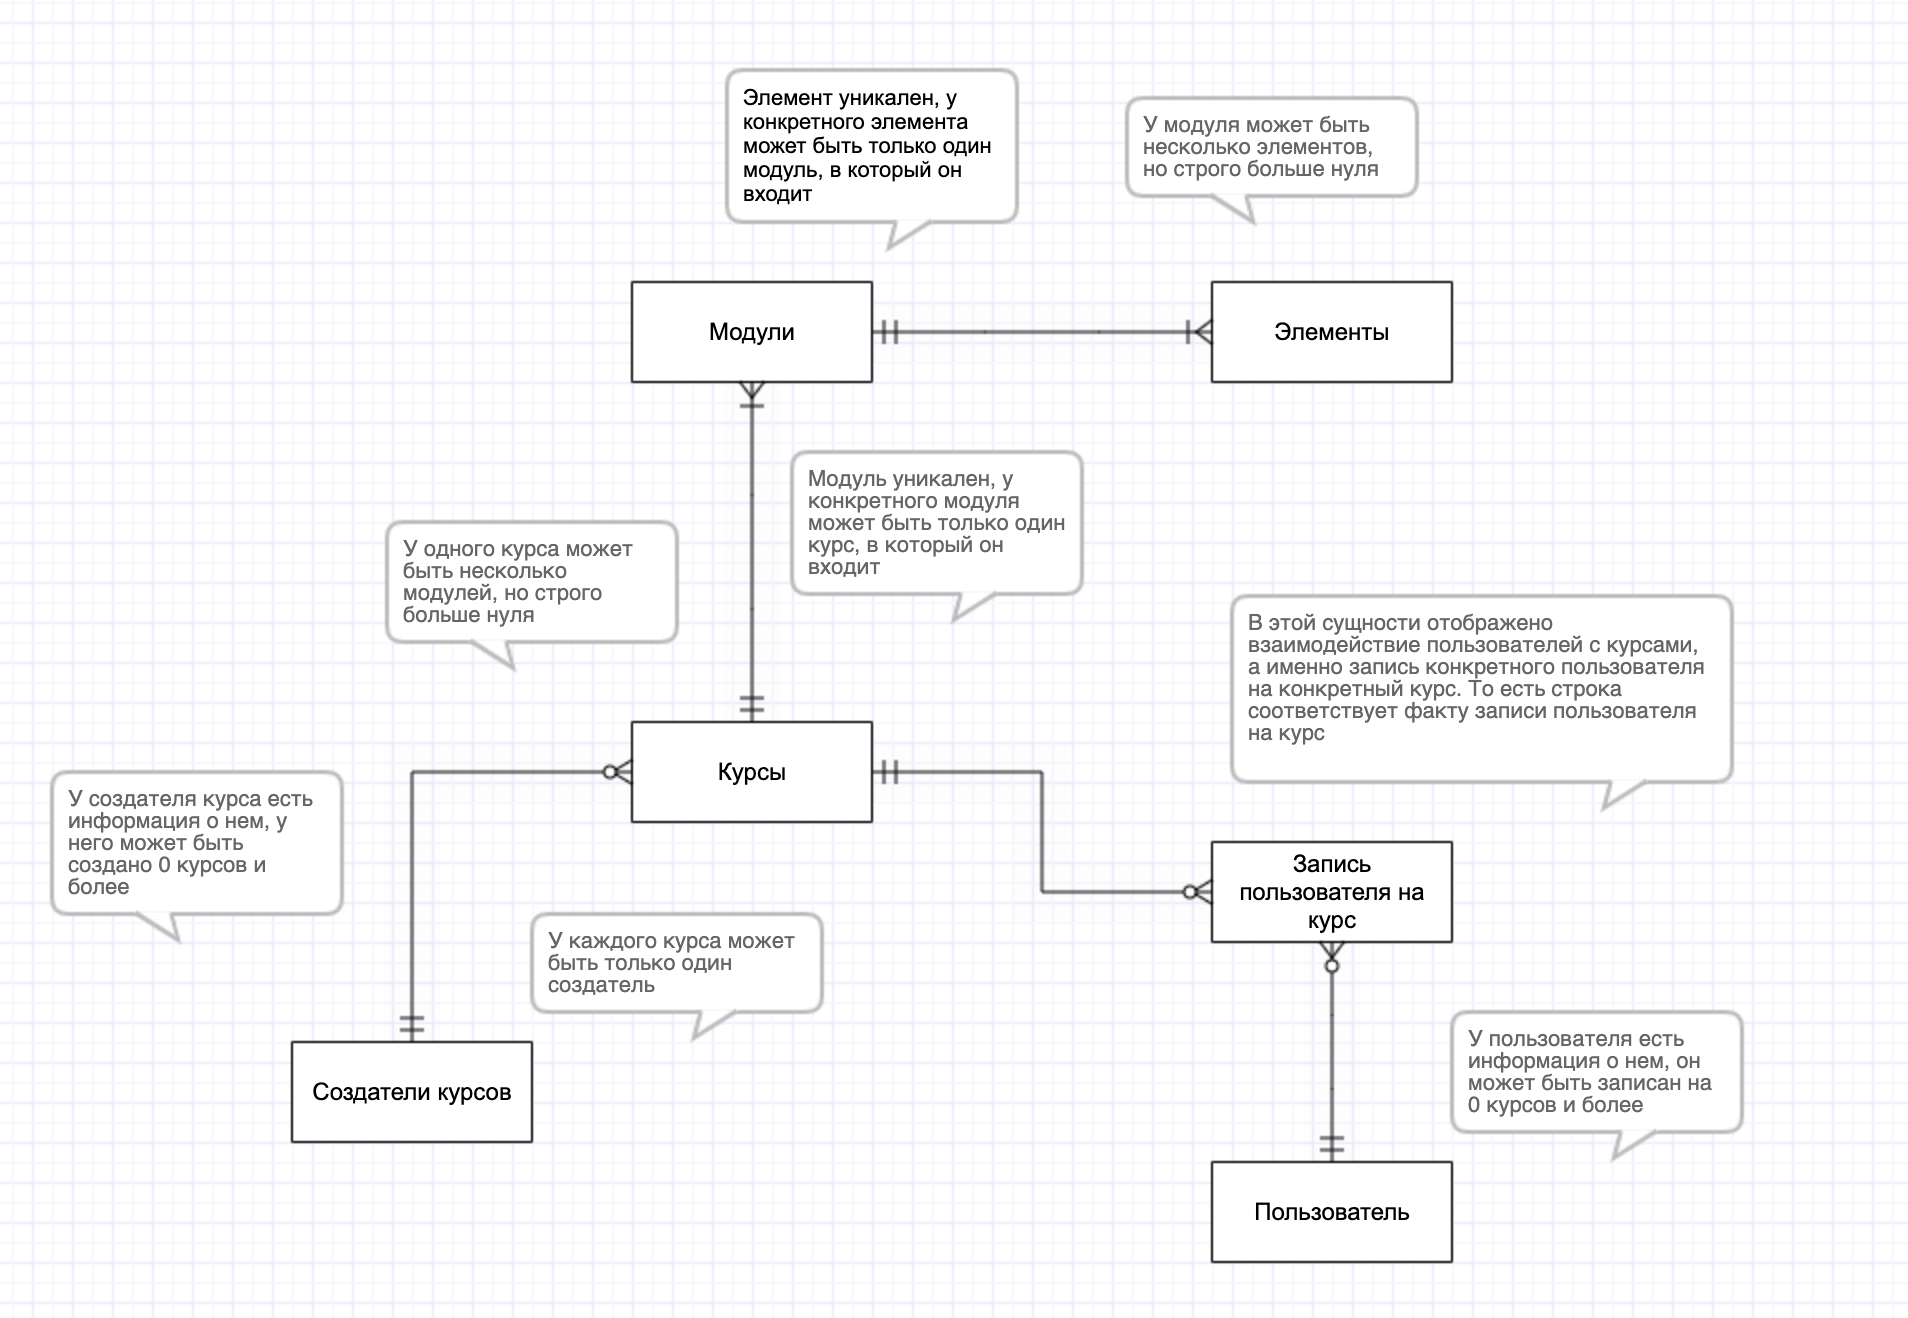 Элемент уникален, у
конкретного элемента
может быть только один
модуль, в который он
входит
У модуля может быть
несколько элементов,
но строго больше нуля
Модули
Элементы
Модуль уникален, у
конкретного модуля
может быть только один
курс, в который он
входит
У одного курса может
быть несколько
модулей, но строго
больше нуля
В этой сущности отображено
взаимодействие пользователей с курсами,
а именно запись конкретного пользователя
на конкретный курс. То есть строка
соответствует факту записи пользователя
на курс
Курсы
У создателя курса есть
информация о нем, у
него может быть
создано 0 курсов и
более
Запись
пользователя на
курс
У каждого курса может
быть только один
создатель
У пользователя есть
информация о нем, он
может быть записан на
0 курсов и более
Создатели курсов
Пользователь